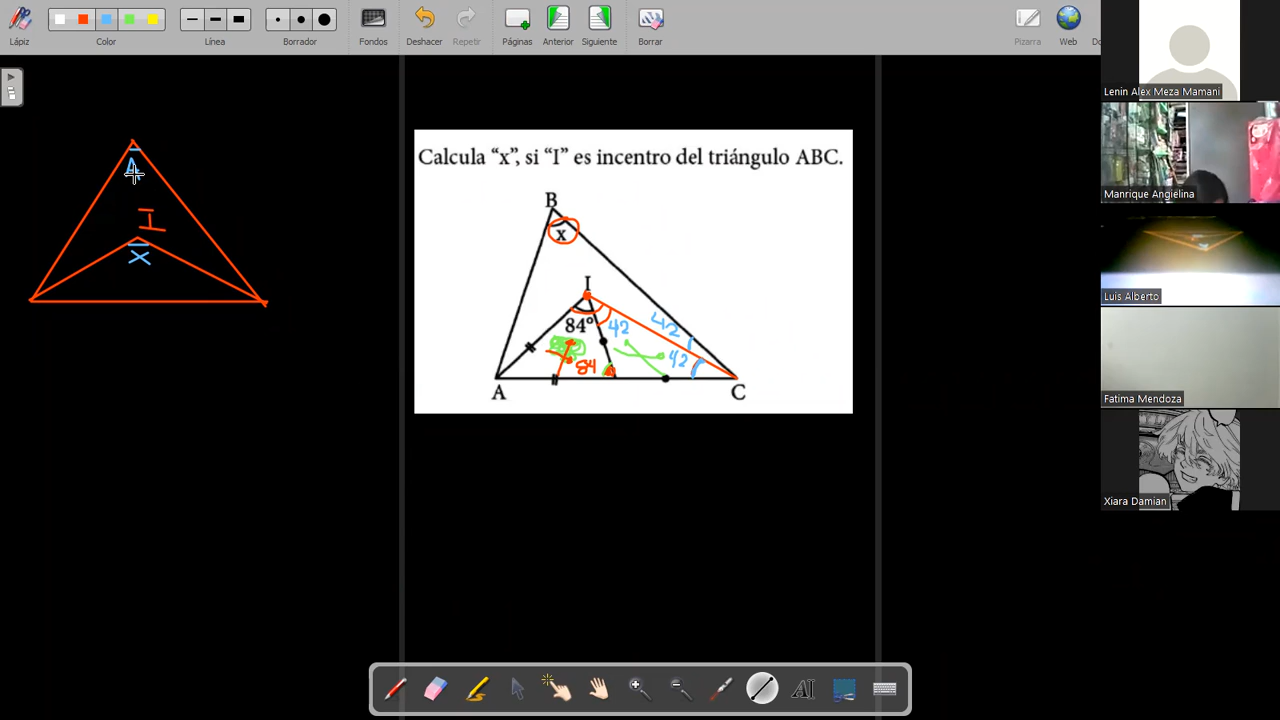 Lápiz
Color
Línea
Borrador
Fondos
Deshacer
Repetir
Páginas
Anterior
Siguiente
Borrar
Pizarra
Web
Lenin Alex Meza Mamani
Manrique Angielina
Luis Alberto
Fatima Mendoza
Xiara Damian
A
I
x
Calcula “x”, si “I” es incentro del triángulo ABC.
B
x
I
84°
42
42
84
42
A
C
AI